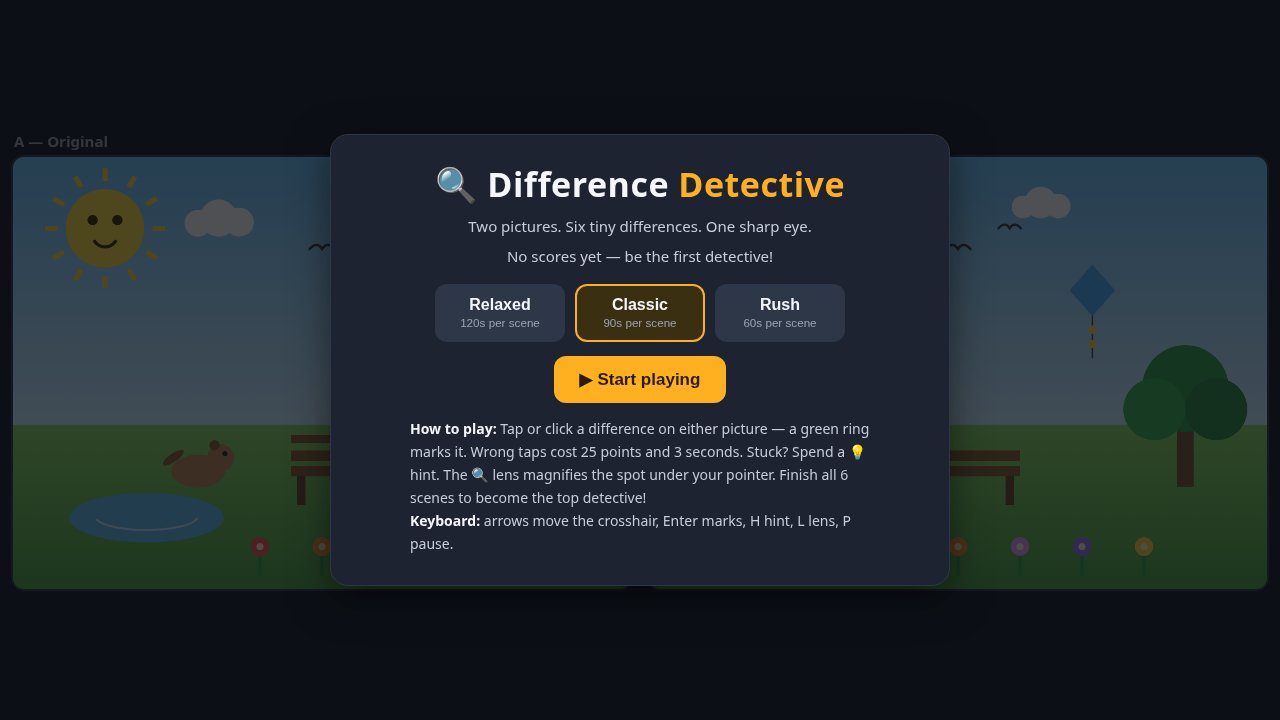 A — Original
🔍 Difference Detective
Two pictures. Six tiny differences. One sharp eye.
No scores yet — be the first detective!
Relaxed
120s per scene
Classic
90s per scene
Rush
60s per scene
▶ Start playing
How to play: Tap or click a difference on either picture — a green ring
marks it. Wrong taps cost 25 points and 3 seconds. Stuck? Spend a 💡
hint. The 🔍 lens magnifies the spot under your pointer. Finish all 6
scenes to become the top detective!
Keyboard: arrows move the crosshair, Enter marks, H hint, L lens, P
pause.